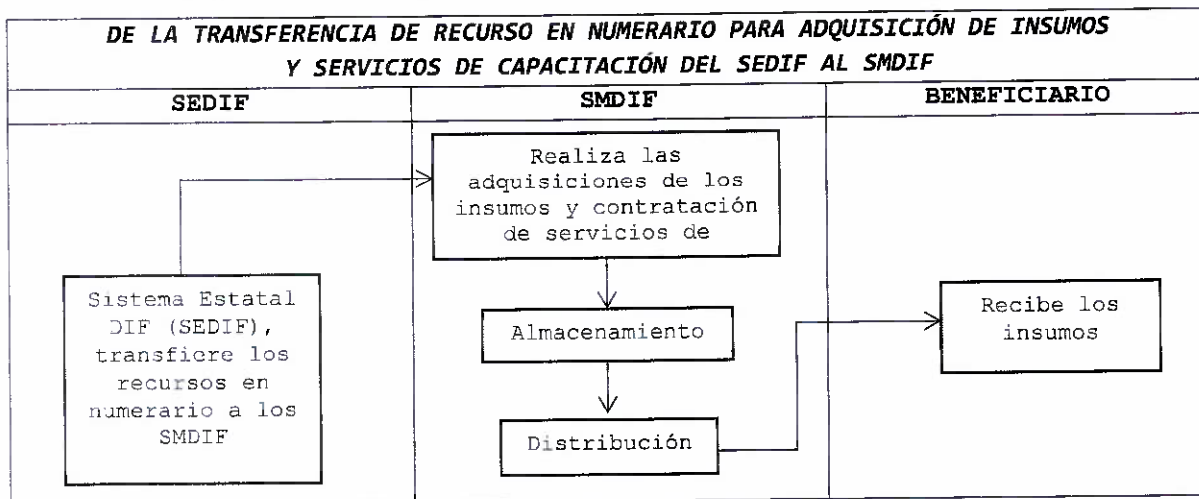 DE LA TRANSFERENCIA DE RECURSO EN NUMERARIO PARA ADQUISICIÓN DE INSUMOS
Y SERVICIOS DE CAPACITACIÓN DEL SEDIF AL SMDIF
SEDIF
SMDIF
BENEFICIARIO
Sistema Estatal
DIF (SEDIF),
transfiere los
recursos en
numerario a los
SMDIF
Realiza las
adquisiciones de los
insumos y contratación
de servicios de
Almacenamiento
Distribución
Recibe los
insumos